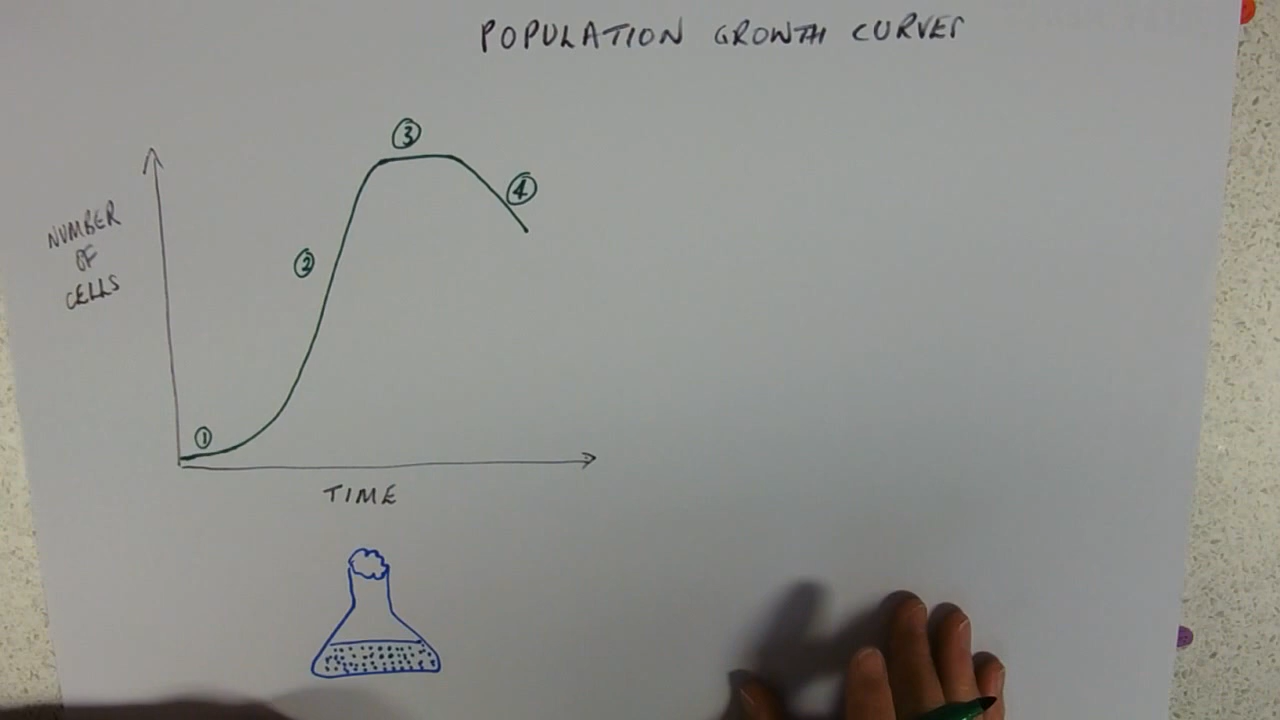 POPULATION GROWTH CURVES
③
④
NUMBER
OF
CELLS
②
①
TIME